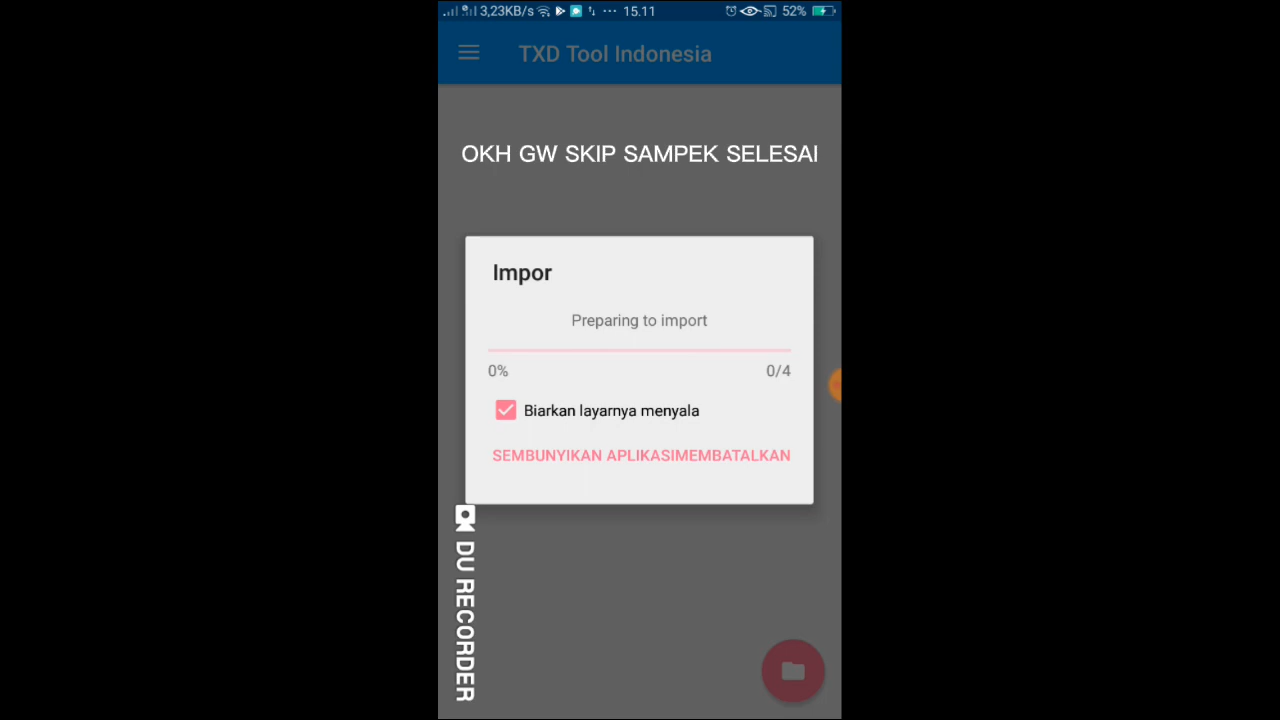 3,23KB/s ··· 15.11 52%
TXD Tool Indonesia
OKH GW SKIP SAMPEK SELESAI
Impor
Preparing to import
0% 0/4
Biarkan layarnya menyala
SEMBUNYIKAN APLIKASIMEMBATALKAN
DU RECORDER